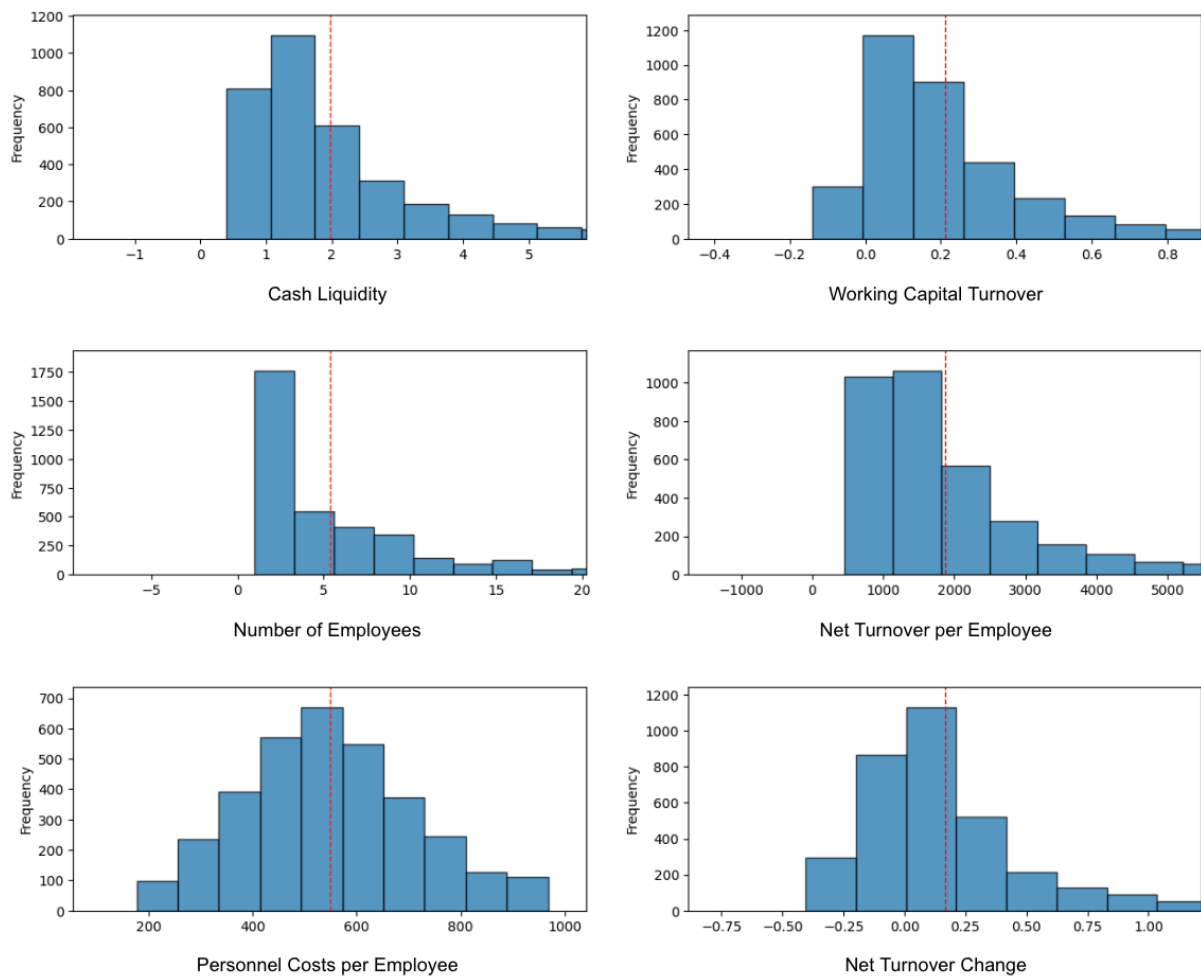 1200
1000
800
600
400
200
0
Frequency
−1 0 1 2 3 4 5
Cash Liquidity
1200
1000
800
600
400
200
0
Frequency
−0.4 −0.2 0.0 0.2 0.4 0.6 0.8
Working Capital Turnover
1750
1500
1250
1000
750
500
250
0
Frequency
−5 0 5 10 15 20
Number of Employees
1000
800
600
400
200
0
Frequency
−1000 0 1000 2000 3000 4000 5000
Net Turnover per Employee
700
600
500
400
300
200
100
0
Frequency
200 400 600 800 1000
Personnel Costs per Employee
1200
1000
800
600
400
200
0
Frequency
−0.75 −0.50 −0.25 0.00 0.25 0.50 0.75 1.00
Net Turnover Change